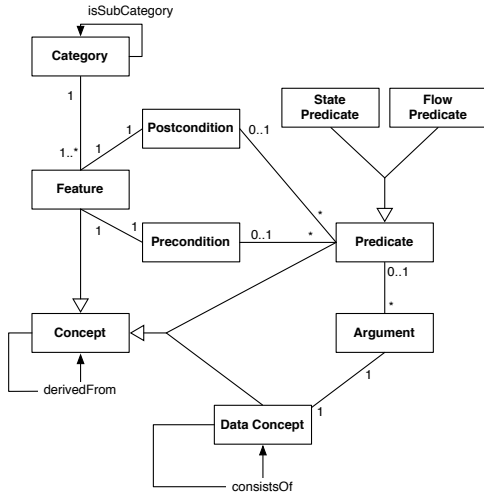 isSubCategory
Category
1
1..*
State
Predicate
Flow
Predicate
1
1
Postcondition
0..1
*
Feature
1
1
Precondition
0..1
*
Predicate
0..1
*
Concept
derivedFrom
Argument
1
1
Data Concept
consistsOf